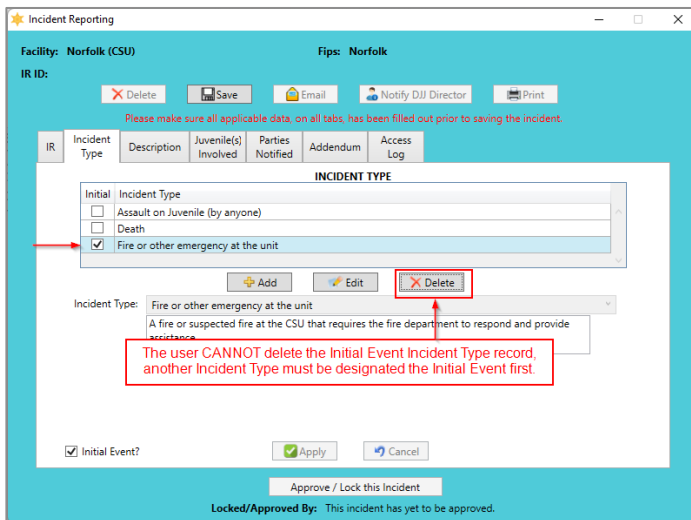 Incident Reporting
Facility: Norfolk (CSU) Fips: Norfolk
IR ID:
Delete Save Email Notify DJJ Director Print
Please make sure all applicable data, on all tabs, has been filled out prior to saving the incident.
IR Incident Type Description Juvenile(s) Involved Parties Notified Addendum Access Log
INCIDENT TYPE
Initial Incident Type
Assault on Juvenile (by anyone)
Death
Fire or other emergency at the unit
Add Edit Delete
Incident Type: Fire or other emergency at the unit
A fire or suspected fire at the CSU that requires the fire department to respond and provide
assistance
The user CANNOT delete the Initial Event Incident Type record,
another Incident Type must be designated the Initial Event first.
Initial Event? Apply Cancel
Approve / Lock this Incident
Locked/Approved By: This incident has yet to be approved.